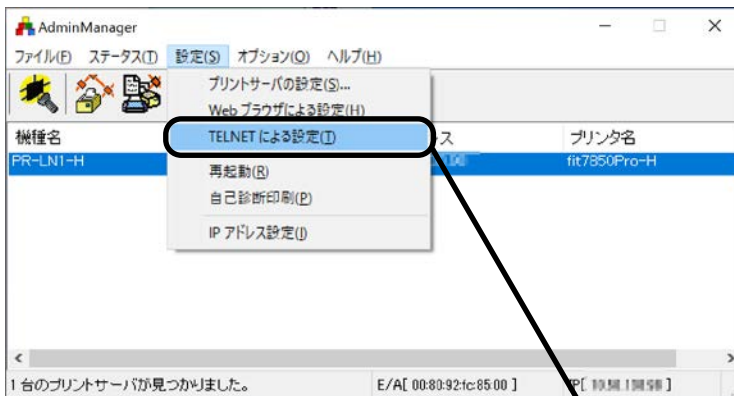 AdminManager
ファイル(F) ステータス(T) 設定(S) オプション(O) ヘルプ(H)
プリントサーバの設定(S)...
Webブラウザによる設定(H)
TELNETによる設定(T)
再起動(R)
自己診断印刷(P)
IPアドレス設定(I)
機種名 ス プリンタ名
PR-LN1-H fit7850Pro-H
1台のプリントサーバが見つかりました。 E/A[ 00:80:92:fc:85:00 ]